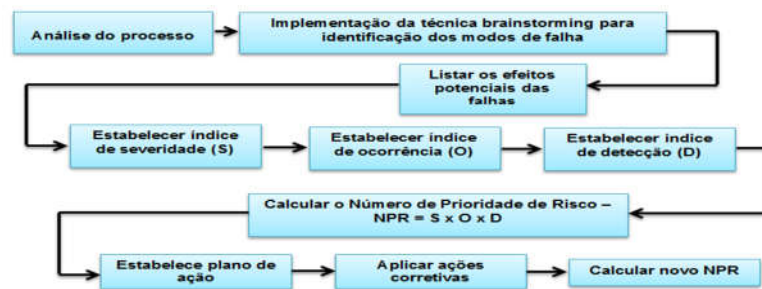 Análise do processo
Implementação da técnica brainstorming para
identificação dos modos de falha
Listar os efeitos
potenciais das
falhas
Estabelecer índice
de severidade (S)
Estabelecer índice
de ocorrência (O)
Estabelecer índice
de detecção (D)
Calcular o Número de Prioridade de Risco –
NPR = S x O x D
Estabelece plano de
ação
Aplicar ações
corretivas
Calcular novo NPR